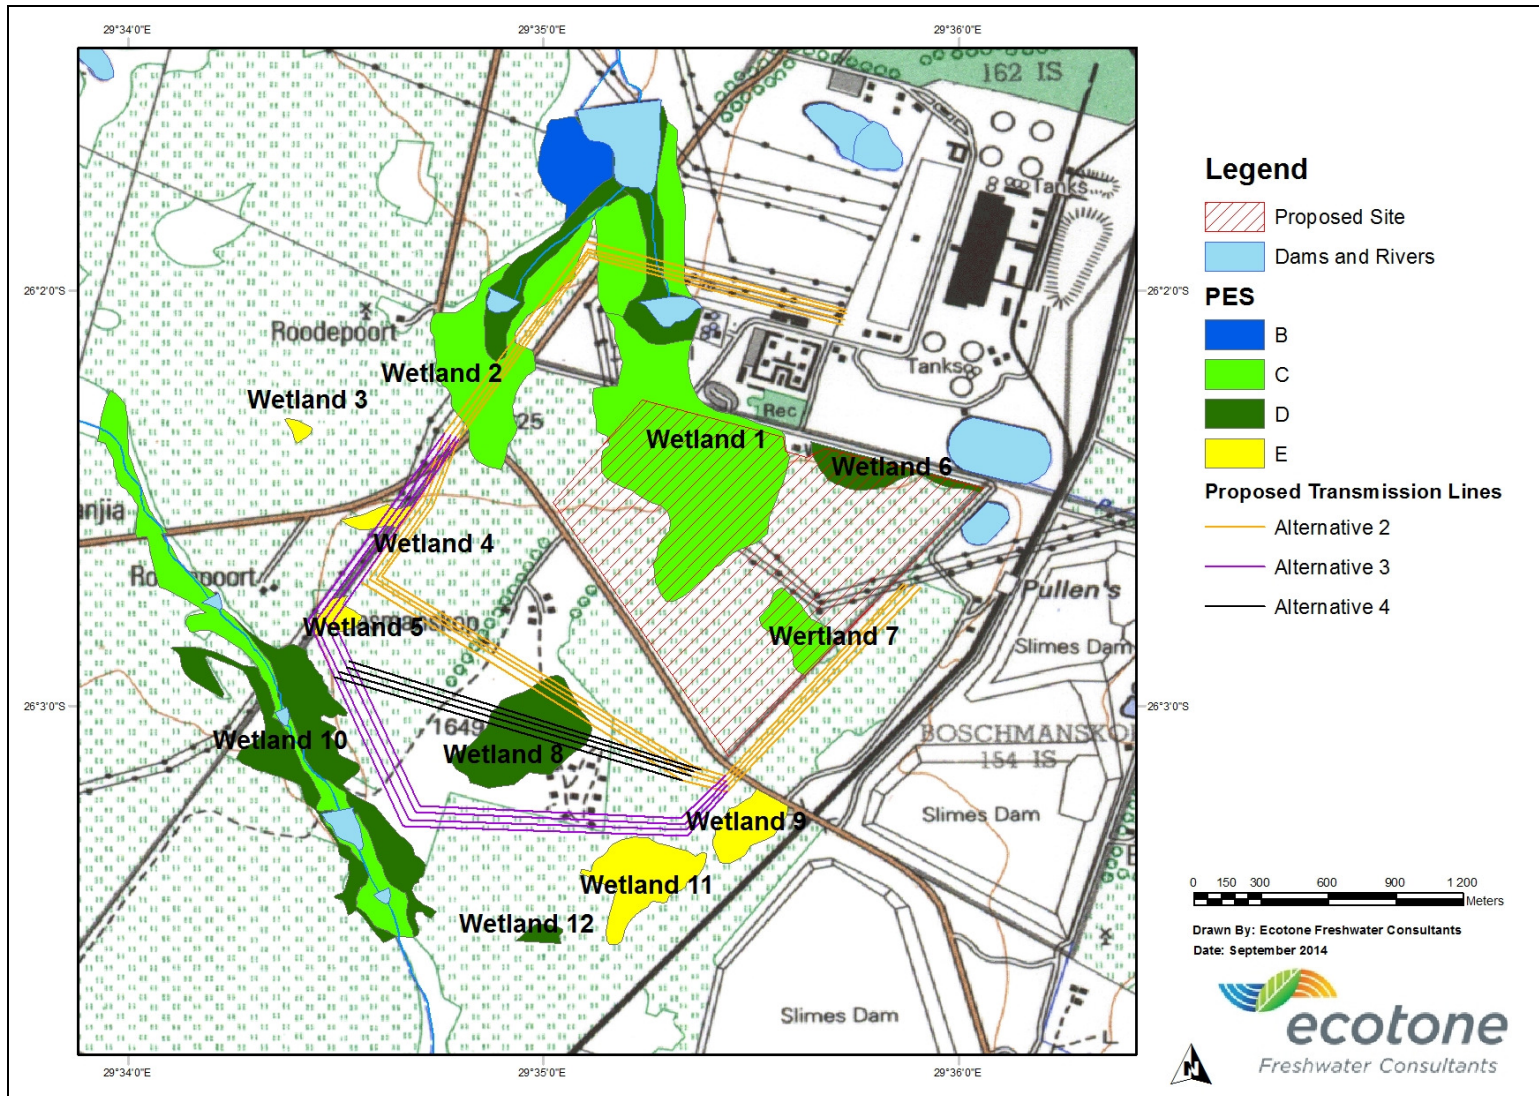 29°34'0"E
29°35'0"E
29°36'0"E
162 IS
Tanks
26°2'0"S
26°2'0"S
Roodepoort
Tanks
Wetland 2
Wetland 3
Rec
25
Wetland 1
Wetland 6
anjia
Wetland 4
Pullen's
Wetland 5
Wertland 7
Slimes Dam
26°3'0"S
26°3'0"S
1649
Wetland 10
Wetland 8
BOSCHMANSKO
154 IS
Slimes Dam
Wetland 9
Wetland 11
Wetland 12
Slimes Dam
L
29°34'0"E
29°35'0"E
29°36'0"E
Legend
Proposed Site
Dams and Rivers
PES
B
C
D
E
Proposed Transmission Lines
Alternative 2
Alternative 3
Alternative 4
0 150 300 600 900 1200
Meters
Drawn By: Ecotone Freshwater Consultants
Date: September 2014
ecotone
Freshwater Consultants
N